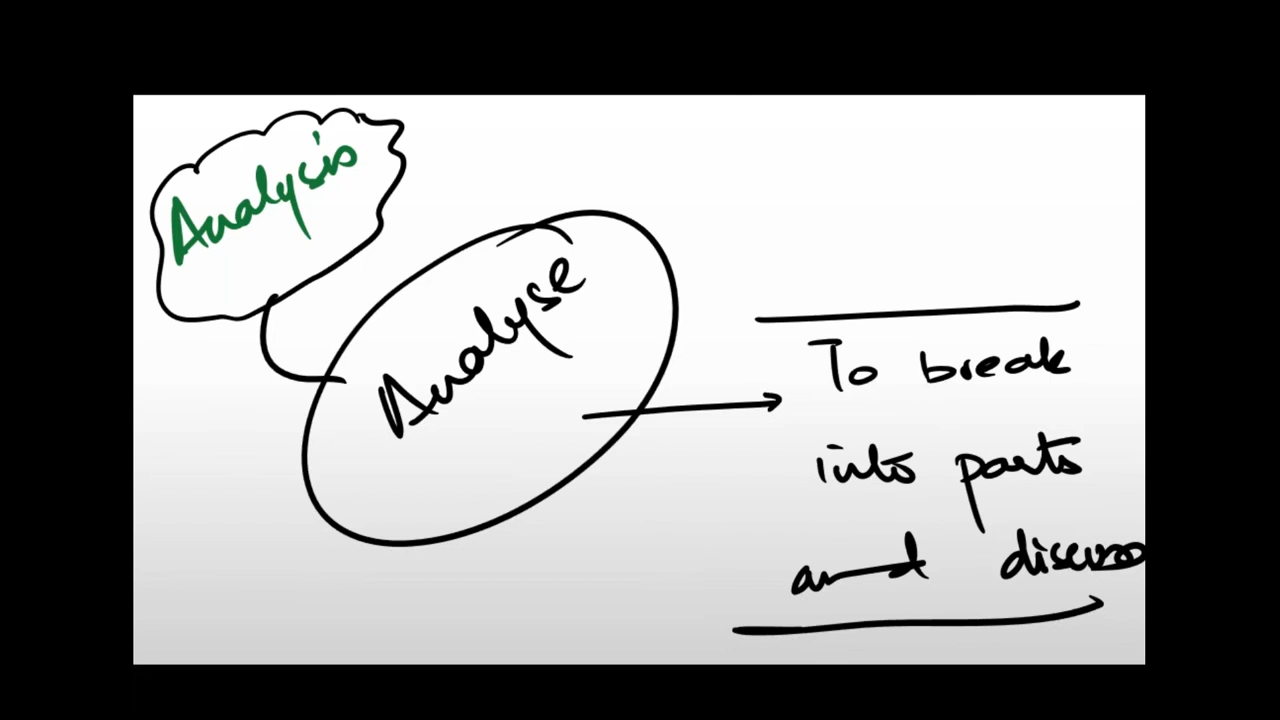 Analysis
Analyse
To break
into parts
and discuss